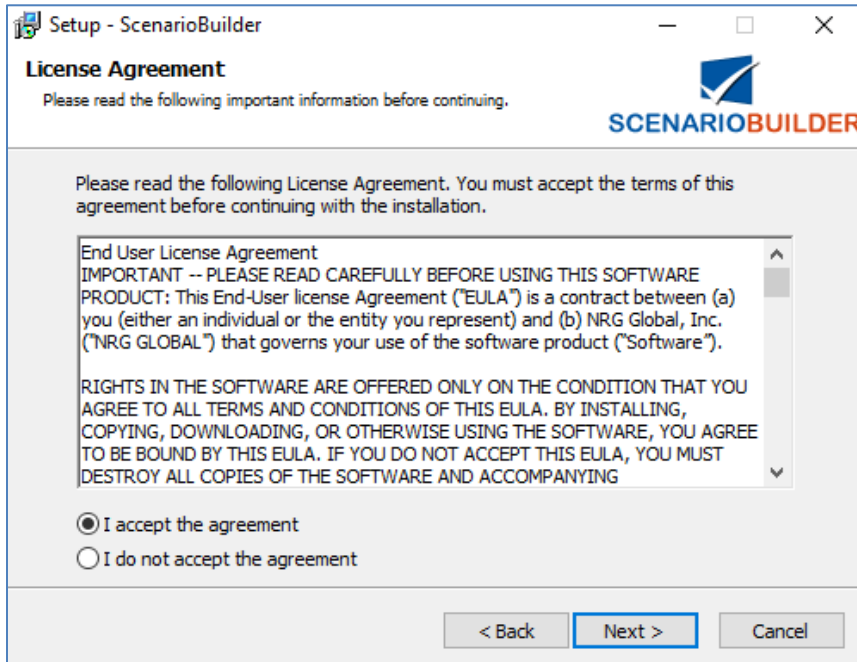 Setup - ScenarioBuilder
License Agreement
Please read the following important information before continuing.
SCENARIOBUILDER
Please read the following License Agreement. You must accept the terms of this
agreement before continuing with the installation.
End User License Agreement
IMPORTANT -- PLEASE READ CAREFULLY BEFORE USING THIS SOFTWARE
PRODUCT: This End-User license Agreement ("EULA") is a contract between (a)
you (either an individual or the entity you represent) and (b) NRG Global, Inc.
("NRG GLOBAL") that governs your use of the software product ("Software").
RIGHTS IN THE SOFTWARE ARE OFFERED ONLY ON THE CONDITION THAT YOU
AGREE TO ALL TERMS AND CONDITIONS OF THIS EULA. BY INSTALLING,
COPYING, DOWNLOADING, OR OTHERWISE USING THE SOFTWARE, YOU AGREE
TO BE BOUND BY THIS EULA. IF YOU DO NOT ACCEPT THIS EULA, YOU MUST
DESTROY ALL COPIES OF THE SOFTWARE AND ACCOMPANYING
I accept the agreement
I do not accept the agreement
< Back Next > Cancel